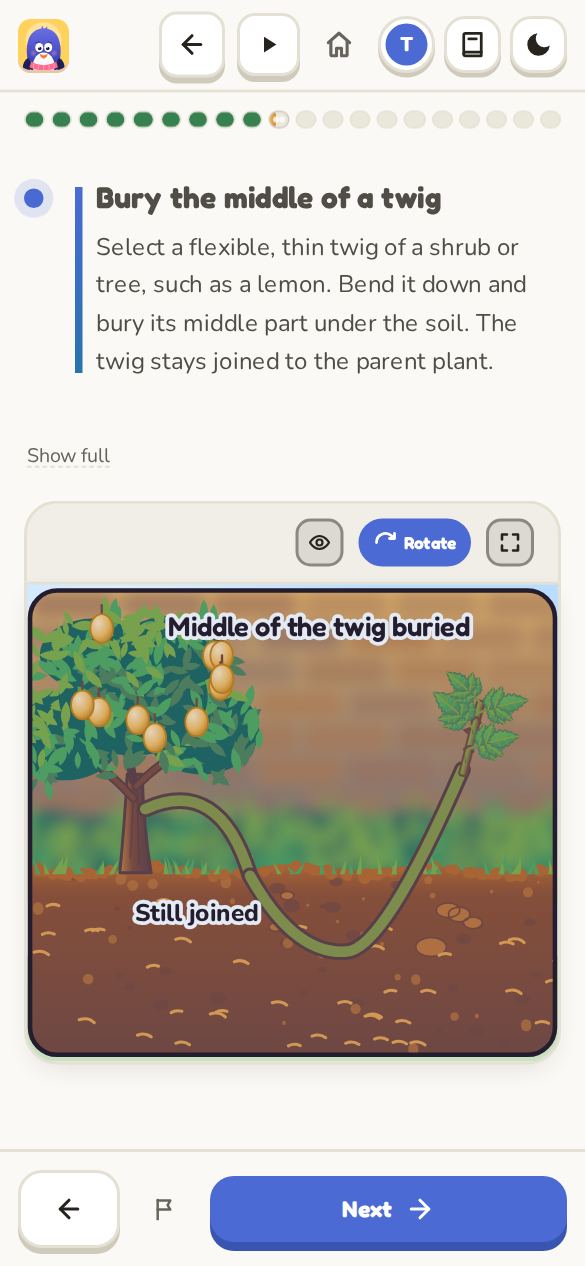 T
Bury the middle of a twig
Select a flexible, thin twig of a shrub or
tree, such as a lemon. Bend it down and
bury its middle part under the soil. The
twig stays joined to the parent plant.
Show full
Rotate
Middle of the twig buried
Still joined
Next